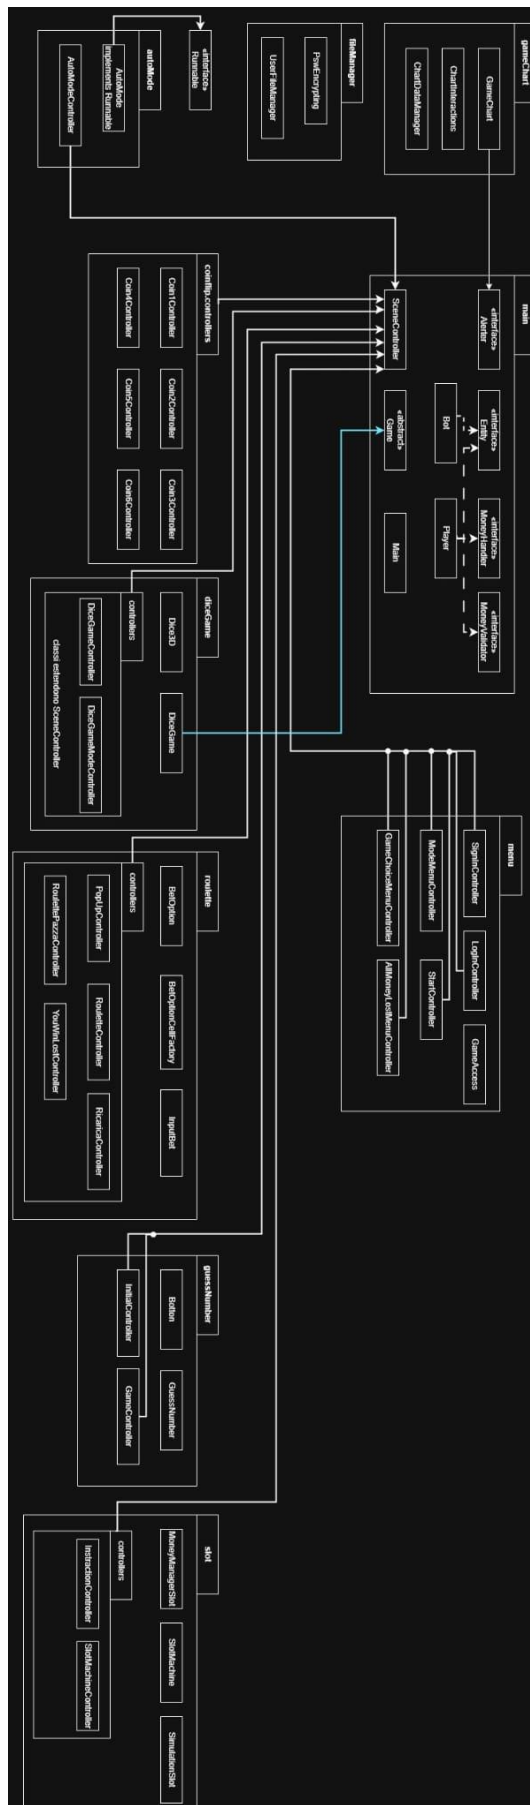 gameChart
GameChart
ChartInteractions
ChartDataManager
fileManager
PswEncrypting
UserFileManager
«interface»
Runnable
autoMode
AutoMode
implements Runnable
AutoModeController
main
«interface»
Alerter
«interface»
Entity
«interface»
MoneyHandler
«interface»
MoneyValidator
Bot
Player
SceneController
«abstract»
Game
Main
menu
SignInController
LogInController
GameAccess
ModeMenuController
StartController
GameChoiceMenuController
AllMoneyLostMenuController
coinflip.controllers
Coin1Controller
Coin2Controller
Coin3Controller
Coin4Controller
Coin5Controller
Coin6Controller
diceGame
Dice3D
DiceGame
controllers
DiceGameController
DiceGameModeController
classi estendono SceneController
roulette
BetOption
BetOptionCellFactory
InputBet
controllers
PopUpController
RouletteController
RicaricaController
RoulettePazzaController
YouWinLostController
guessNumber
Botton
GuessNumber
InitialController
GameController
slot
MoneyManagerSlot
SlotMachine
SimulationSlot
controllers
InstractionController
SlotMachineController